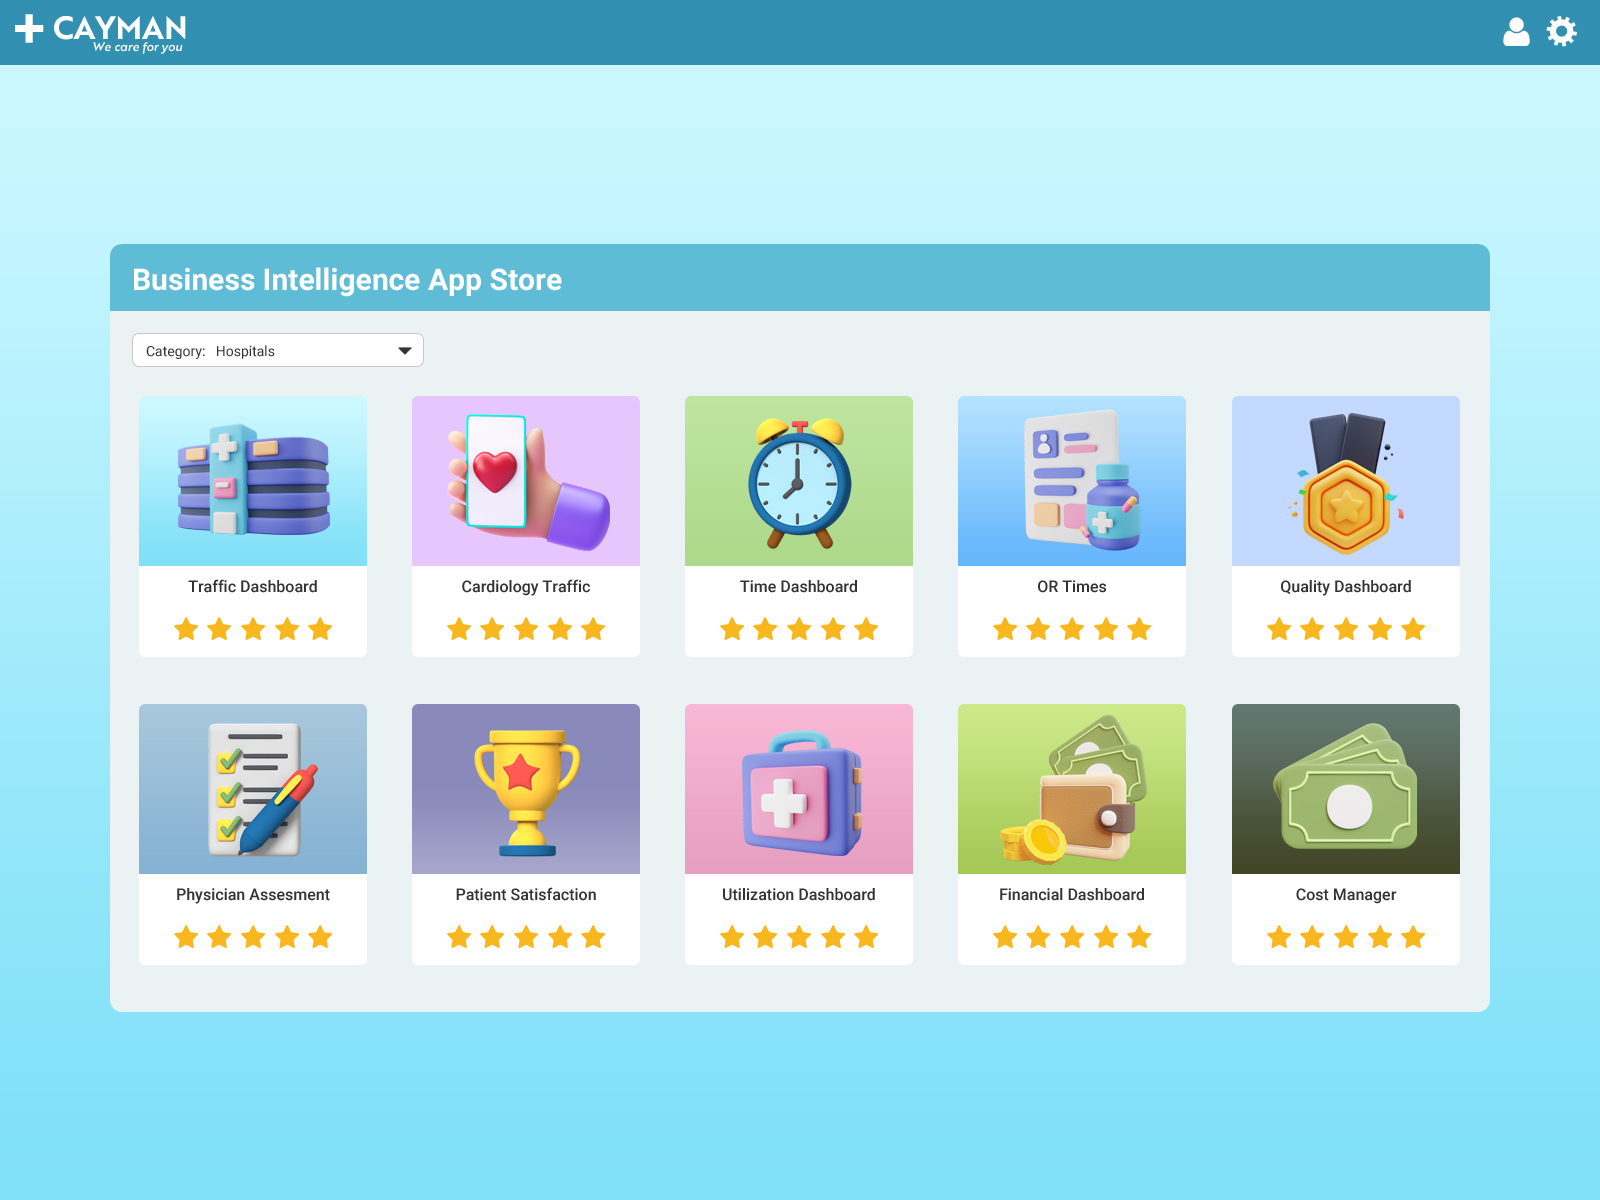 CAYMAN
We care for you
Business Intelligence App Store
Category: Hospitals
Traffic Dashboard
Cardiology Traffic
Time Dashboard
OR Times
Quality Dashboard
Physician Assesment
Patient Satisfaction
Utilization Dashboard
Financial Dashboard
Cost Manager